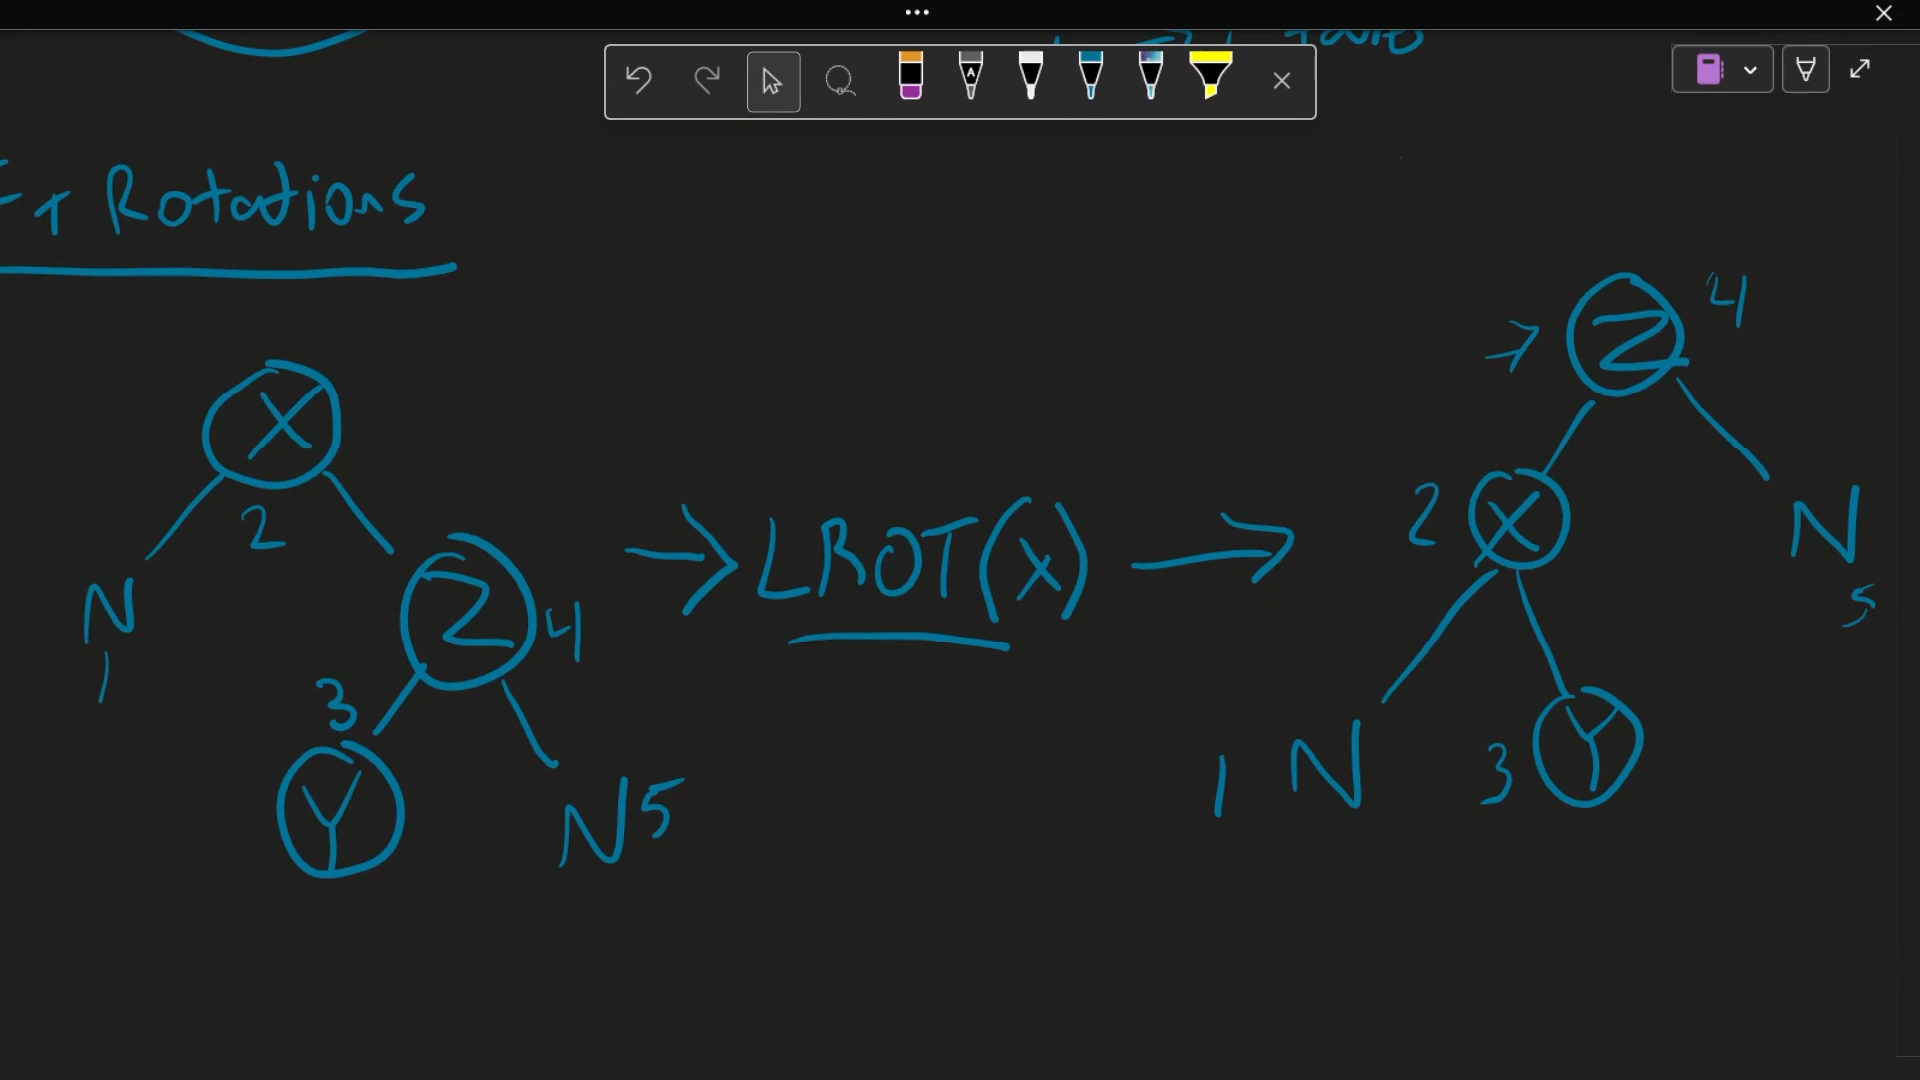 Rotations
X
2
N
1
Z 4
3
Y
N 5
→ LROT(x) →
Z 4
2 X
N
5
1 N
3 Y